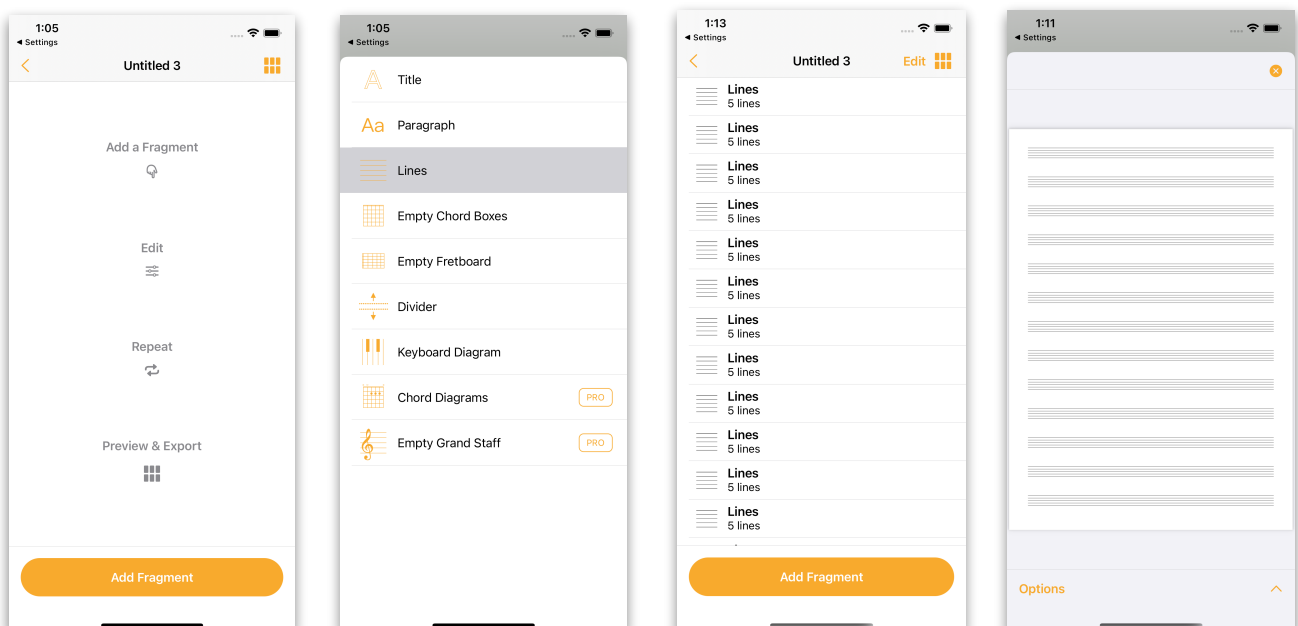 1:05
◄ Settings
Untitled 3
Add a Fragment
Edit
Repeat
Preview & Export
Add Fragment
1:05
◄ Settings
Title
Aa Paragraph
Lines
Empty Chord Boxes
Empty Fretboard
Divider
Keyboard Diagram
Chord Diagrams PRO
Empty Grand Staff PRO
1:13
◄ Settings
Untitled 3 Edit
Lines
5 lines
Lines
5 lines
Lines
5 lines
Lines
5 lines
Lines
5 lines
Lines
5 lines
Lines
5 lines
Lines
5 lines
Lines
5 lines
Lines
5 lines
Lines
5 lines
Lines
5 lines
Add Fragment
1:11
◄ Settings
Options